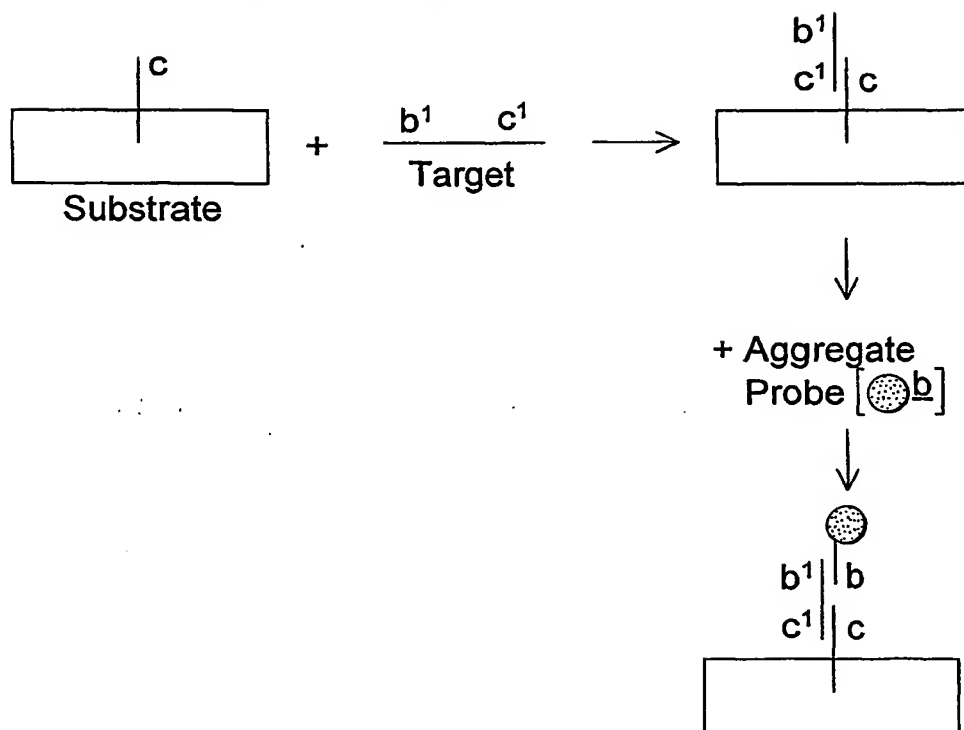 c
Substrate
+
b¹ c¹
Target
b¹
c¹ c
+ Aggregate
Probe [ b]
b¹ b
c¹ c